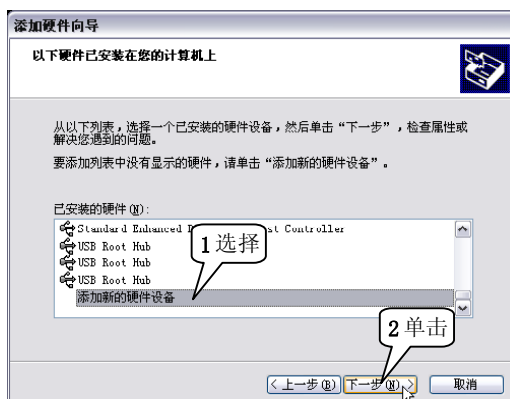 添加硬件向导
以下硬件已安装在您的计算机上
从以下列表，选择一个已安装的硬件设备，然后单击“下一步”，检查属性或
解决您遇到的问题。
要添加列表中没有显示的硬件，请单击“添加新的硬件设备”。
已安装的硬件(N):
Standard Enhanced st Controller
USB Root Hub
USB Root Hub
USB Root Hub
添加新的硬件设备
1选择
2单击
<上一步(B) 下一步(N)> 取消